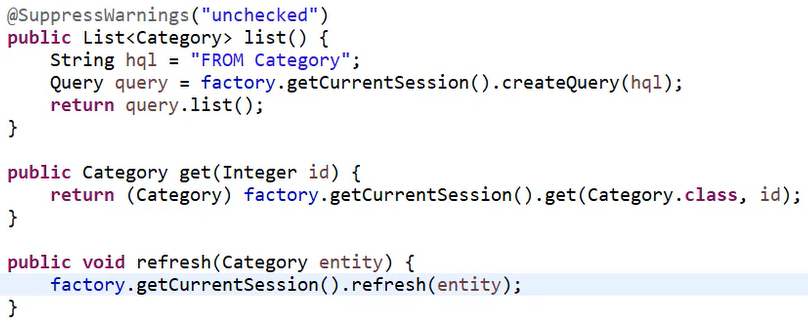 @SuppressWarnings("unchecked")
public List<Category> list() {
    String hql = "FROM Category";
    Query query = factory.getCurrentSession().createQuery(hql);
    return query.list();
}
public Category get(Integer id) {
    return (Category) factory.getCurrentSession().get(Category.class, id);
}
public void refresh(Category entity) {
    factory.getCurrentSession().refresh(entity);
}